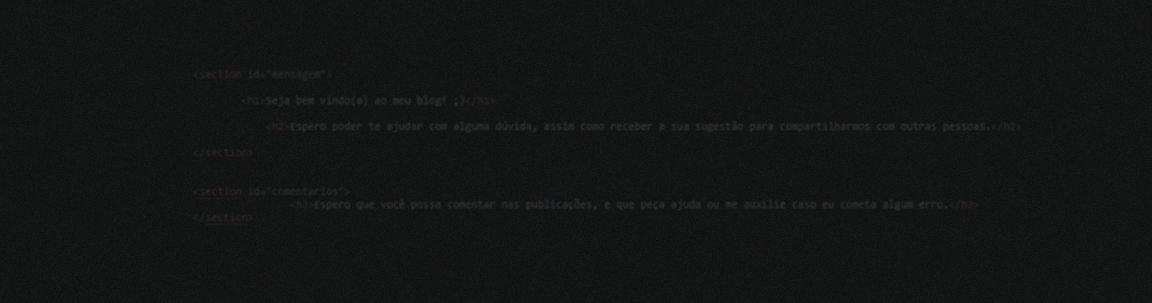 <section id="mensagem">
<h1>Seja bem vindo(a) ao meu blog! ;)</h1>
<h2>Espero poder te ajudar com alguma dúvida, assim como receber a sua sugestão para compartilharmos com outras pessoas.</h2>
</section>
<section id="comentarios">
<h3>Espero que você possa comentar nas publicações, e que peça ajuda ou me auxilie caso eu cometa algum erro.</h3>
</section>